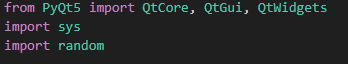 from PyQt5 import QtCore, QtGui, QtWidgets
import sys
import random